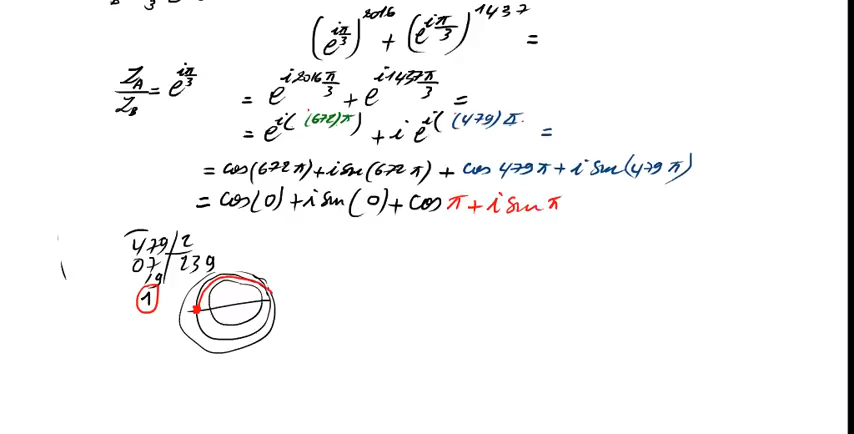 (e^{iπ/3})^{2016} + (e^{iπ/3})^{1437} =
Z_A/Z_B = e^{iπ/3} = e^{i2016π/3} + e^{i1437π/3} =
= e^{i((672)π)} + i e^{i((479)π} =
= cos(672π)+i sin(672π) + cos 479π + i sin(479π)
= cos(0) + i sin(0) + cos π + i sin π
479/2
07 239
19
1